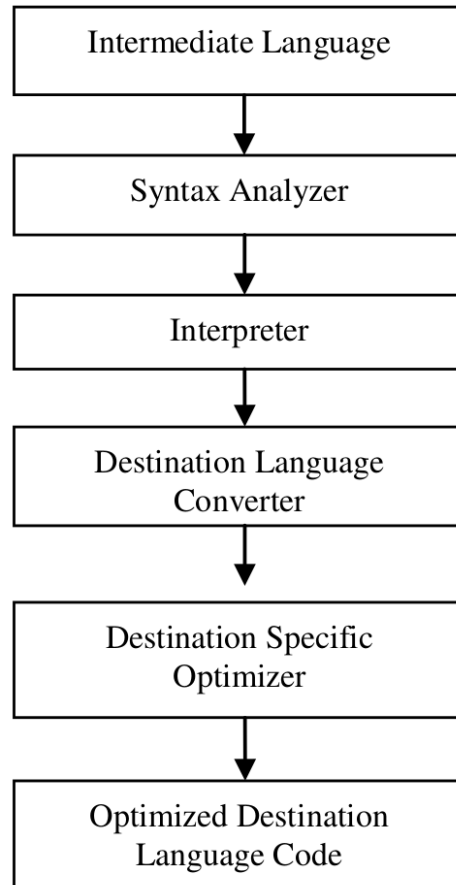 Intermediate Language
Syntax Analyzer
Interpreter
Destination Language
Converter
Destination Specific
Optimizer
Optimized Destination
Language Code